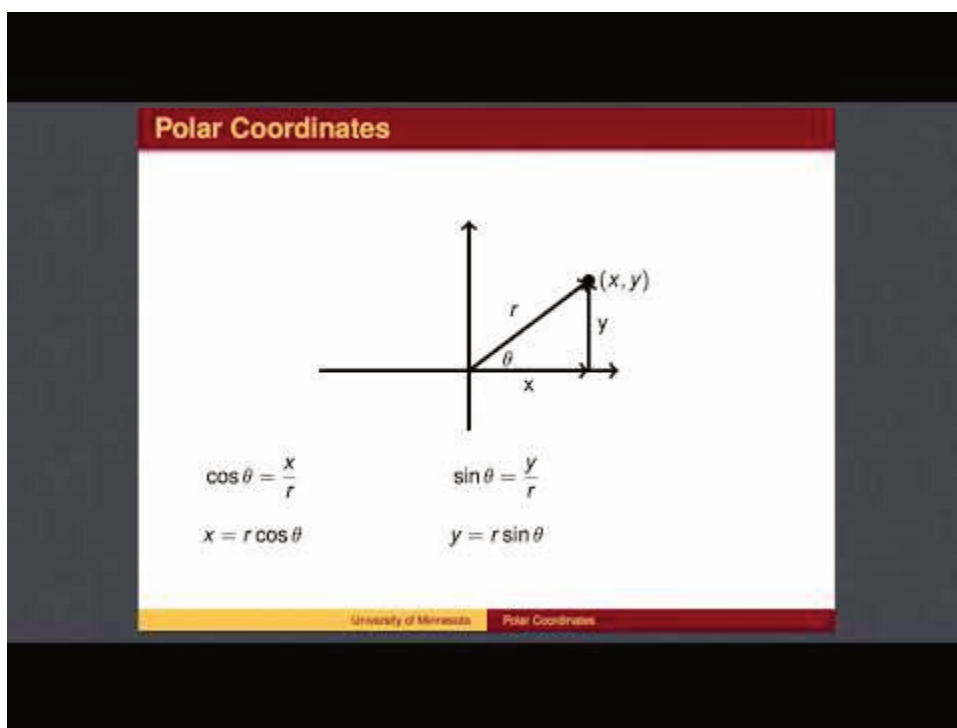 Polar Coordinates
(x, y)
r
y
θ
x
cos θ = x/r
sin θ = y/r
x = r cos θ
y = r sin θ
University of Minnesota
Polar Coordinates